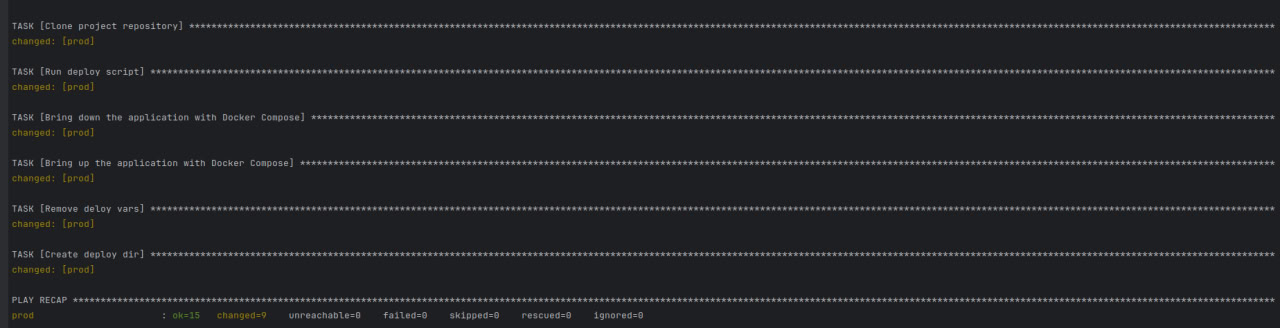 TASK [Clone project repository] ****************************************************************************************************************************************************************************************************
changed: [prod]
TASK [Run deploy script] ***********************************************************************************************************************************************************************************************************
changed: [prod]
TASK [Bring down the application with Docker Compose] ******************************************************************************************************************************************************************************
changed: [prod]
TASK [Bring up the application with Docker Compose] ********************************************************************************************************************************************************************************
changed: [prod]
TASK [Remove deloy vars] ***********************************************************************************************************************************************************************************************************
changed: [prod]
TASK [Create deploy dir] ***********************************************************************************************************************************************************************************************************
changed: [prod]
PLAY RECAP *************************************************************************************************************************************************************************************************************************
prod                           : ok=15   changed=9    unreachable=0    failed=0    skipped=0    rescued=0    ignored=0